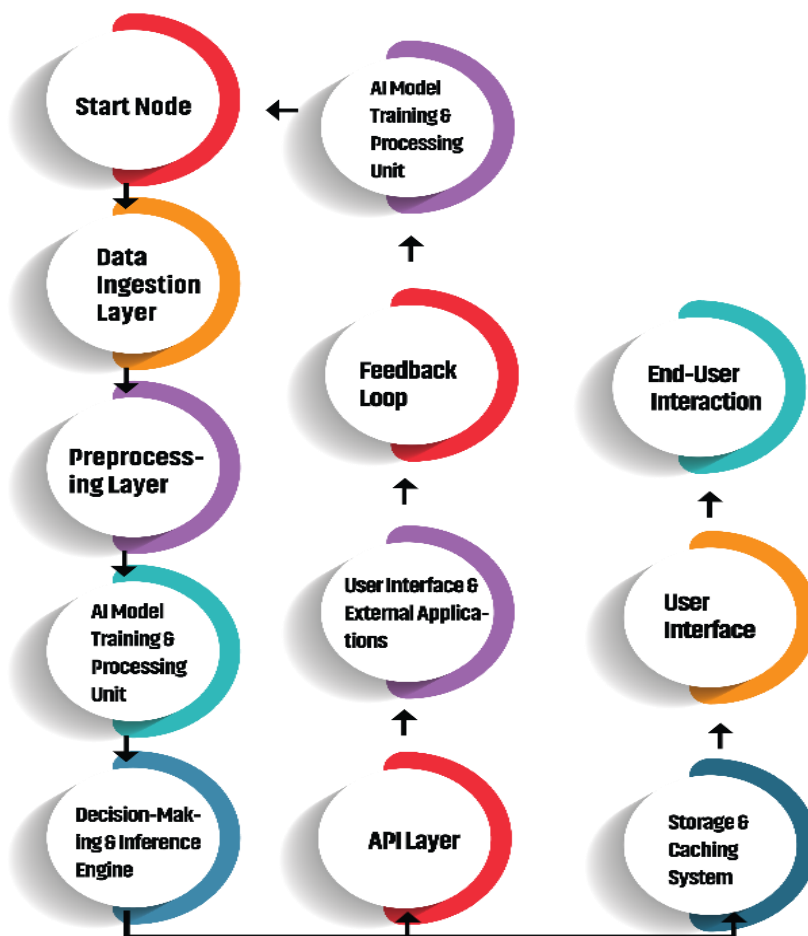 Start Node
Data
Ingestion
Layer
Preprocess-
ing Layer
AI Model
Training &
Processing
Unit
Decision-Mak-
ing & Inference
Engine
AI Model
Training &
Processing
Unit
Feedback
Loop
User Interface &
External Applica-
tions
API Layer
End-User
Interaction
User
Interface
Storage &
Caching
System